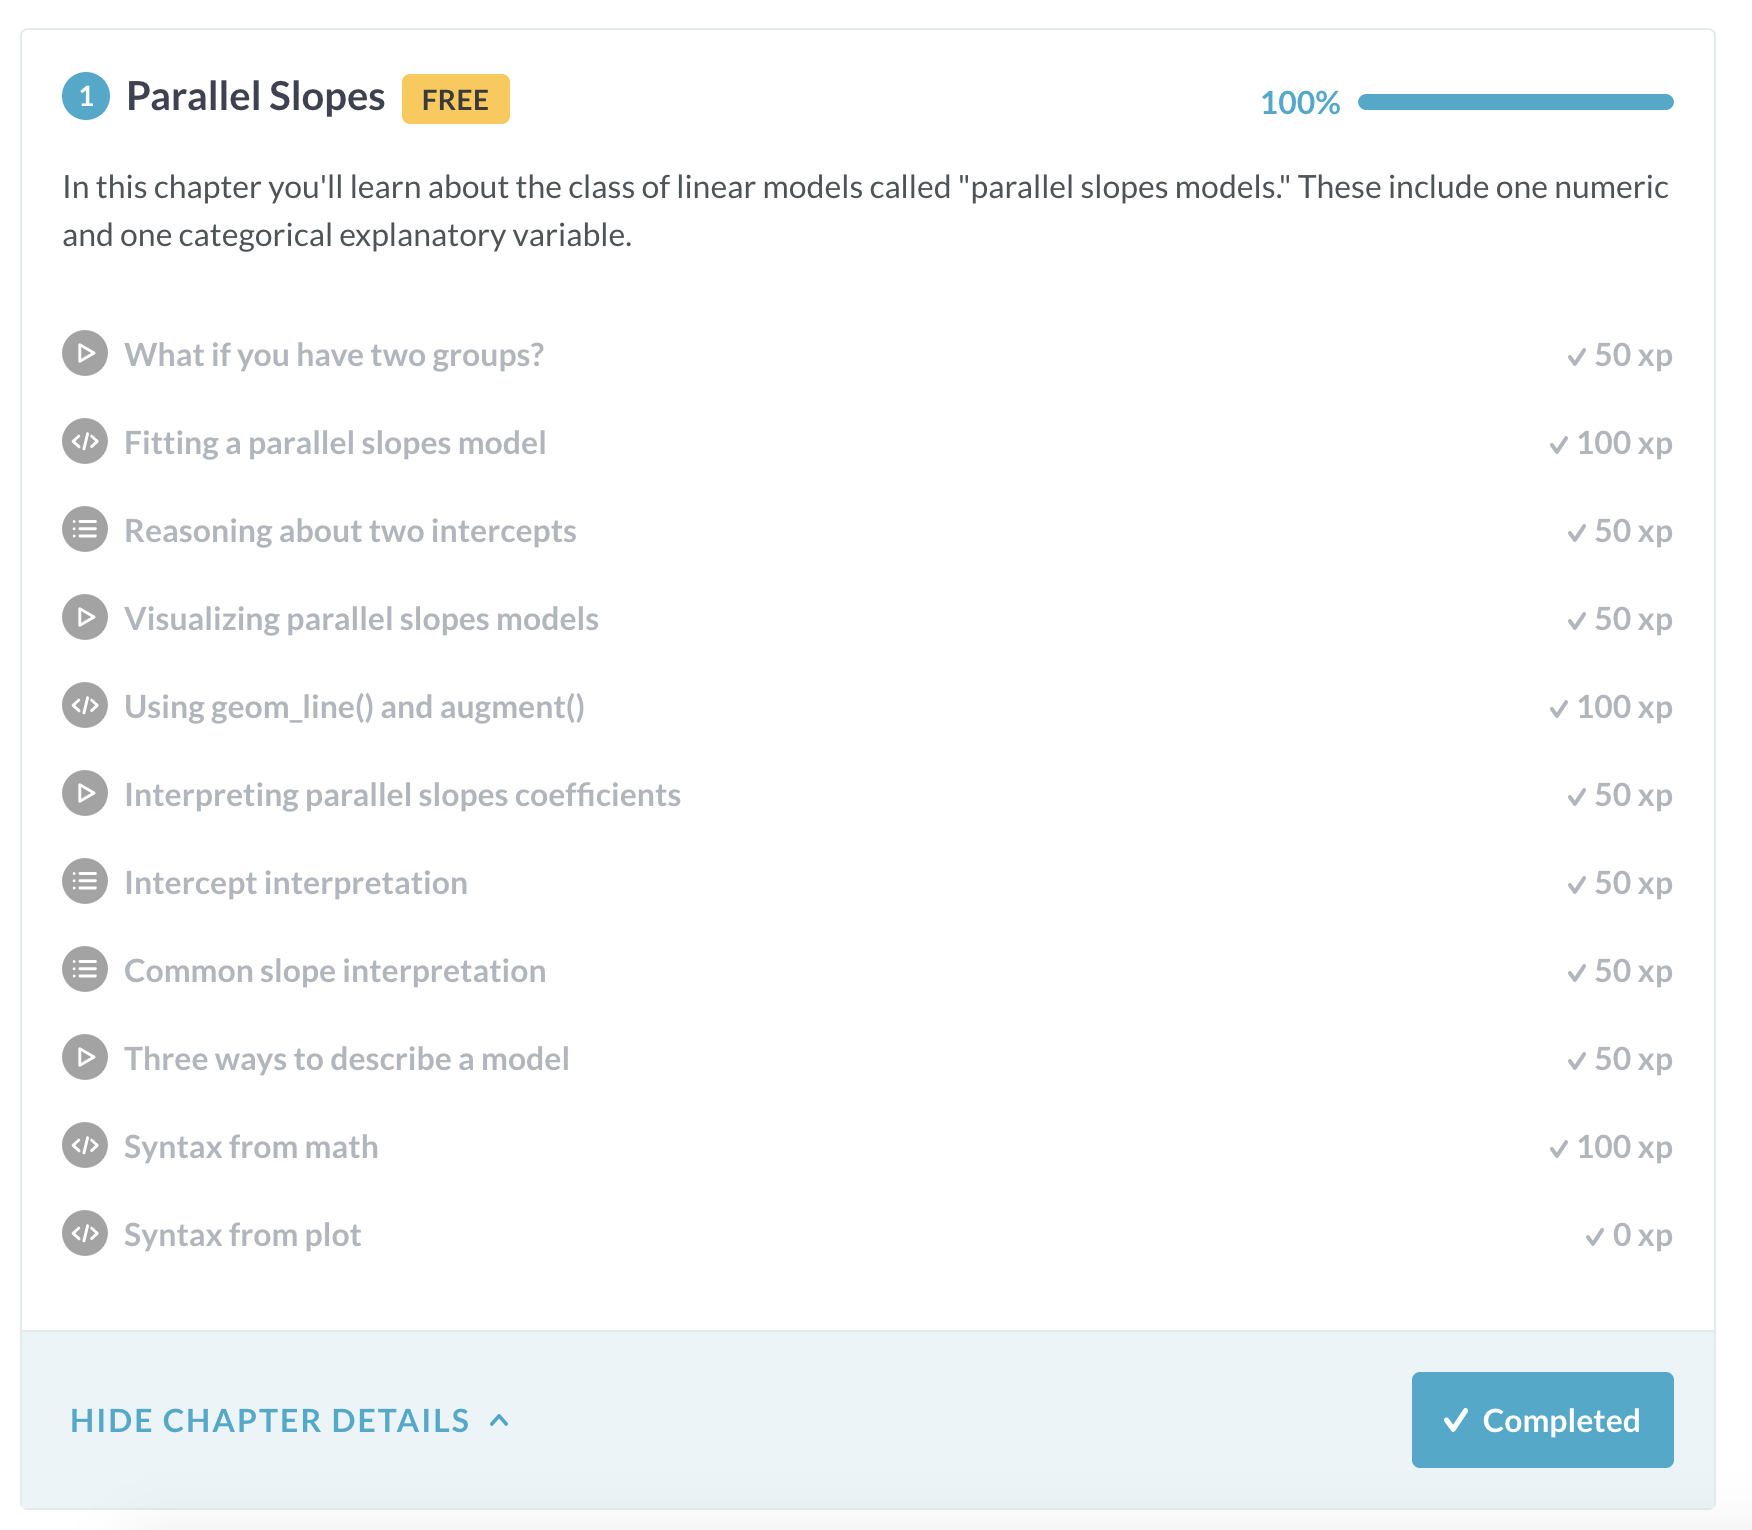 1 Parallel Slopes FREE 100%
In this chapter you'll learn about the class of linear models called "parallel slopes models." These include one numeric
and one categorical explanatory variable.
What if you have two groups? ✓ 50 xp
</> Fitting a parallel slopes model ✓ 100 xp
Reasoning about two intercepts ✓ 50 xp
Visualizing parallel slopes models ✓ 50 xp
</> Using geom_line() and augment() ✓ 100 xp
Interpreting parallel slopes coefficients ✓ 50 xp
Intercept interpretation ✓ 50 xp
Common slope interpretation ✓ 50 xp
Three ways to describe a model ✓ 50 xp
</> Syntax from math ✓ 100 xp
</> Syntax from plot ✓ 0 xp
HIDE CHAPTER DETAILS ✓ Completed